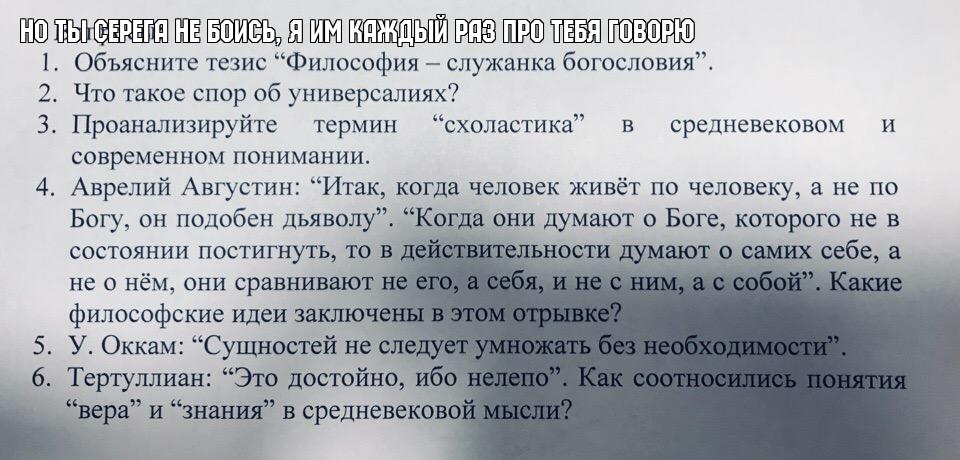 НО ТЫ СЕРЕГА НЕ БОИСЬ, Я ИМ КАЖДЫЙ РАЗ ПРО ТЕБЯ ГОВОРЮ
1. Объясните тезис “Философия – служанка богословия”.
2. Что такое спор об универсалиях?
3. Проанализируйте термин “схоластика” в средневековом и
современном понимании.
4. Аврелий Августин: “Итак, когда человек живёт по человеку, а не по
Богу, он подобен дьяволу”. “Когда они думают о Боге, которого не в
состоянии постигнуть, то в действительности думают о самих себе, а
не о нём, они сравнивают не его, а себя, и не с ним, а с собой”. Какие
философские идеи заключены в этом отрывке?
5. У. Оккам: “Сущностей не следует умножать без необходимости”.
6. Тертуллиан: “Это достойно, ибо нелепо”. Как соотносились понятия
“вера” и “знания” в средневековой мысли?